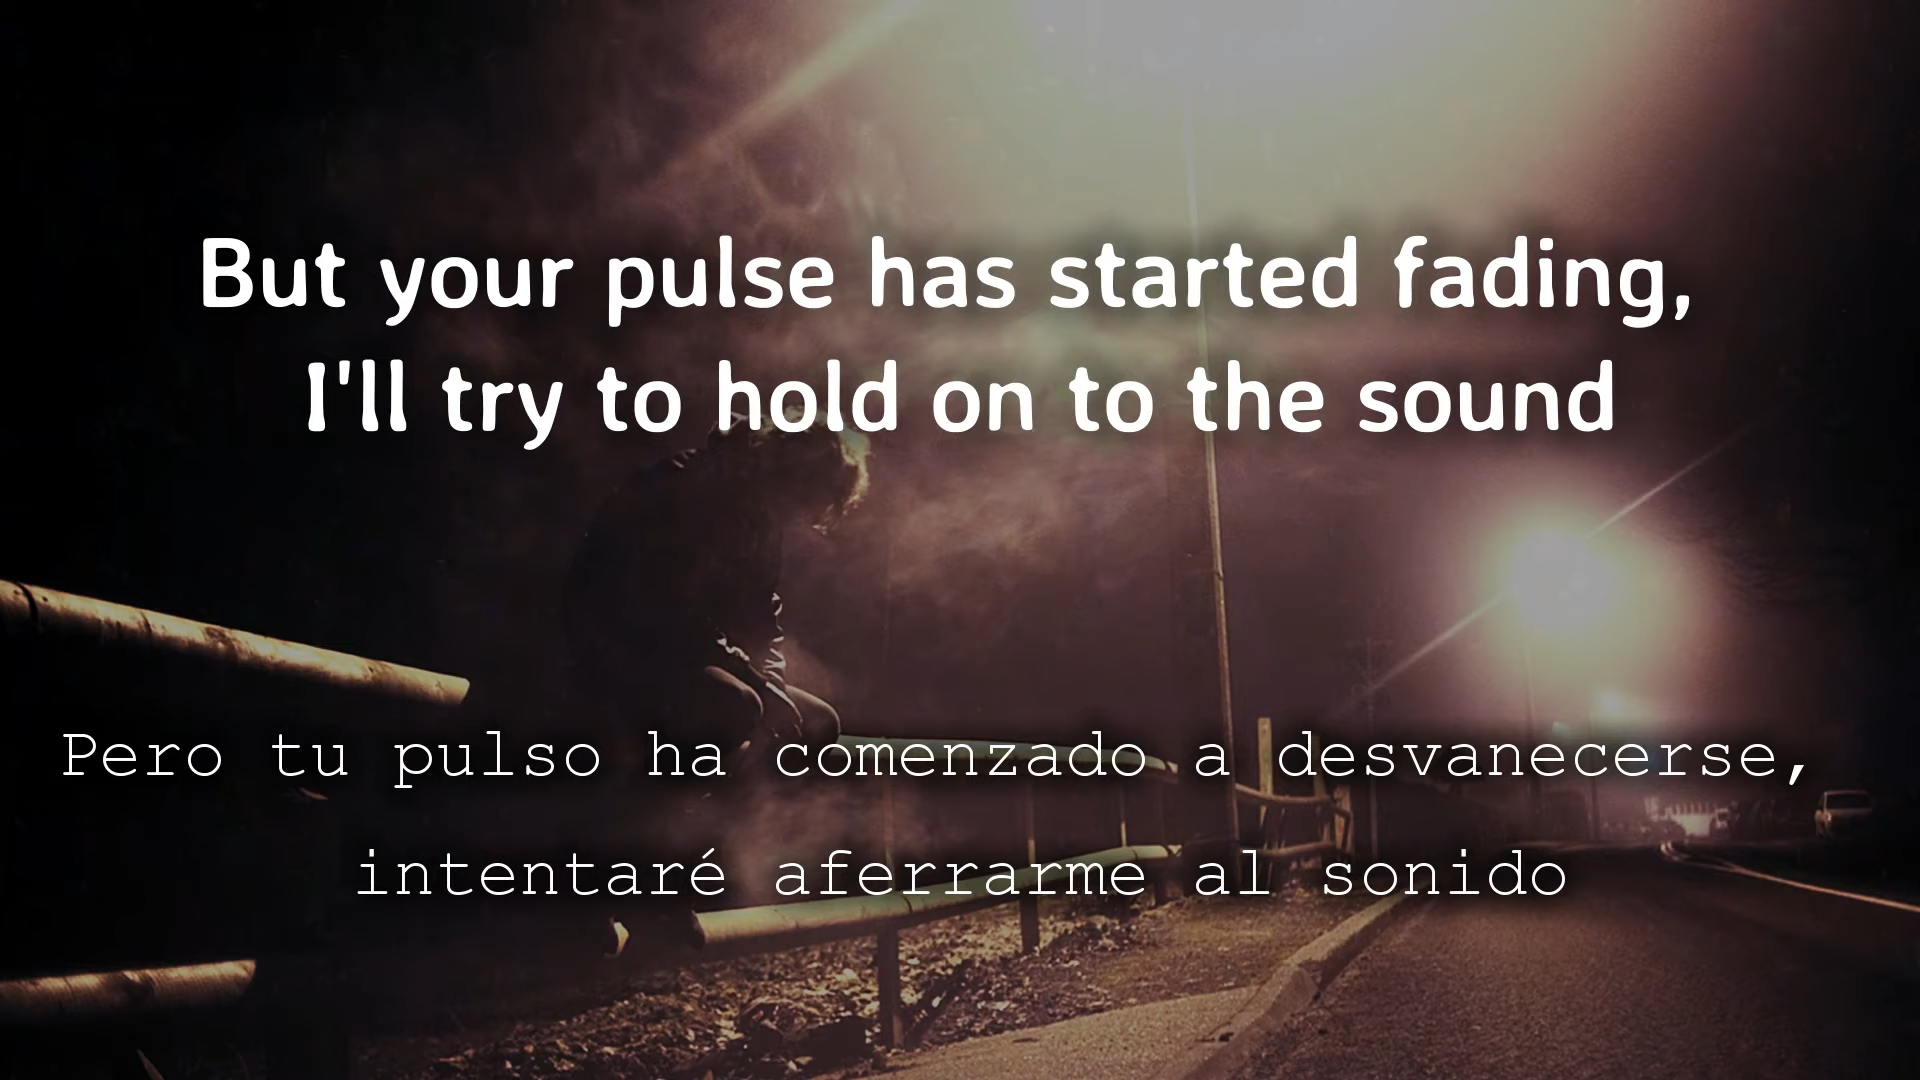 But your pulse has started fading,
I'll try to hold on to the sound
Pero tu pulso ha comenzado a desvanecerse,
intentaré aferrarme al sonido